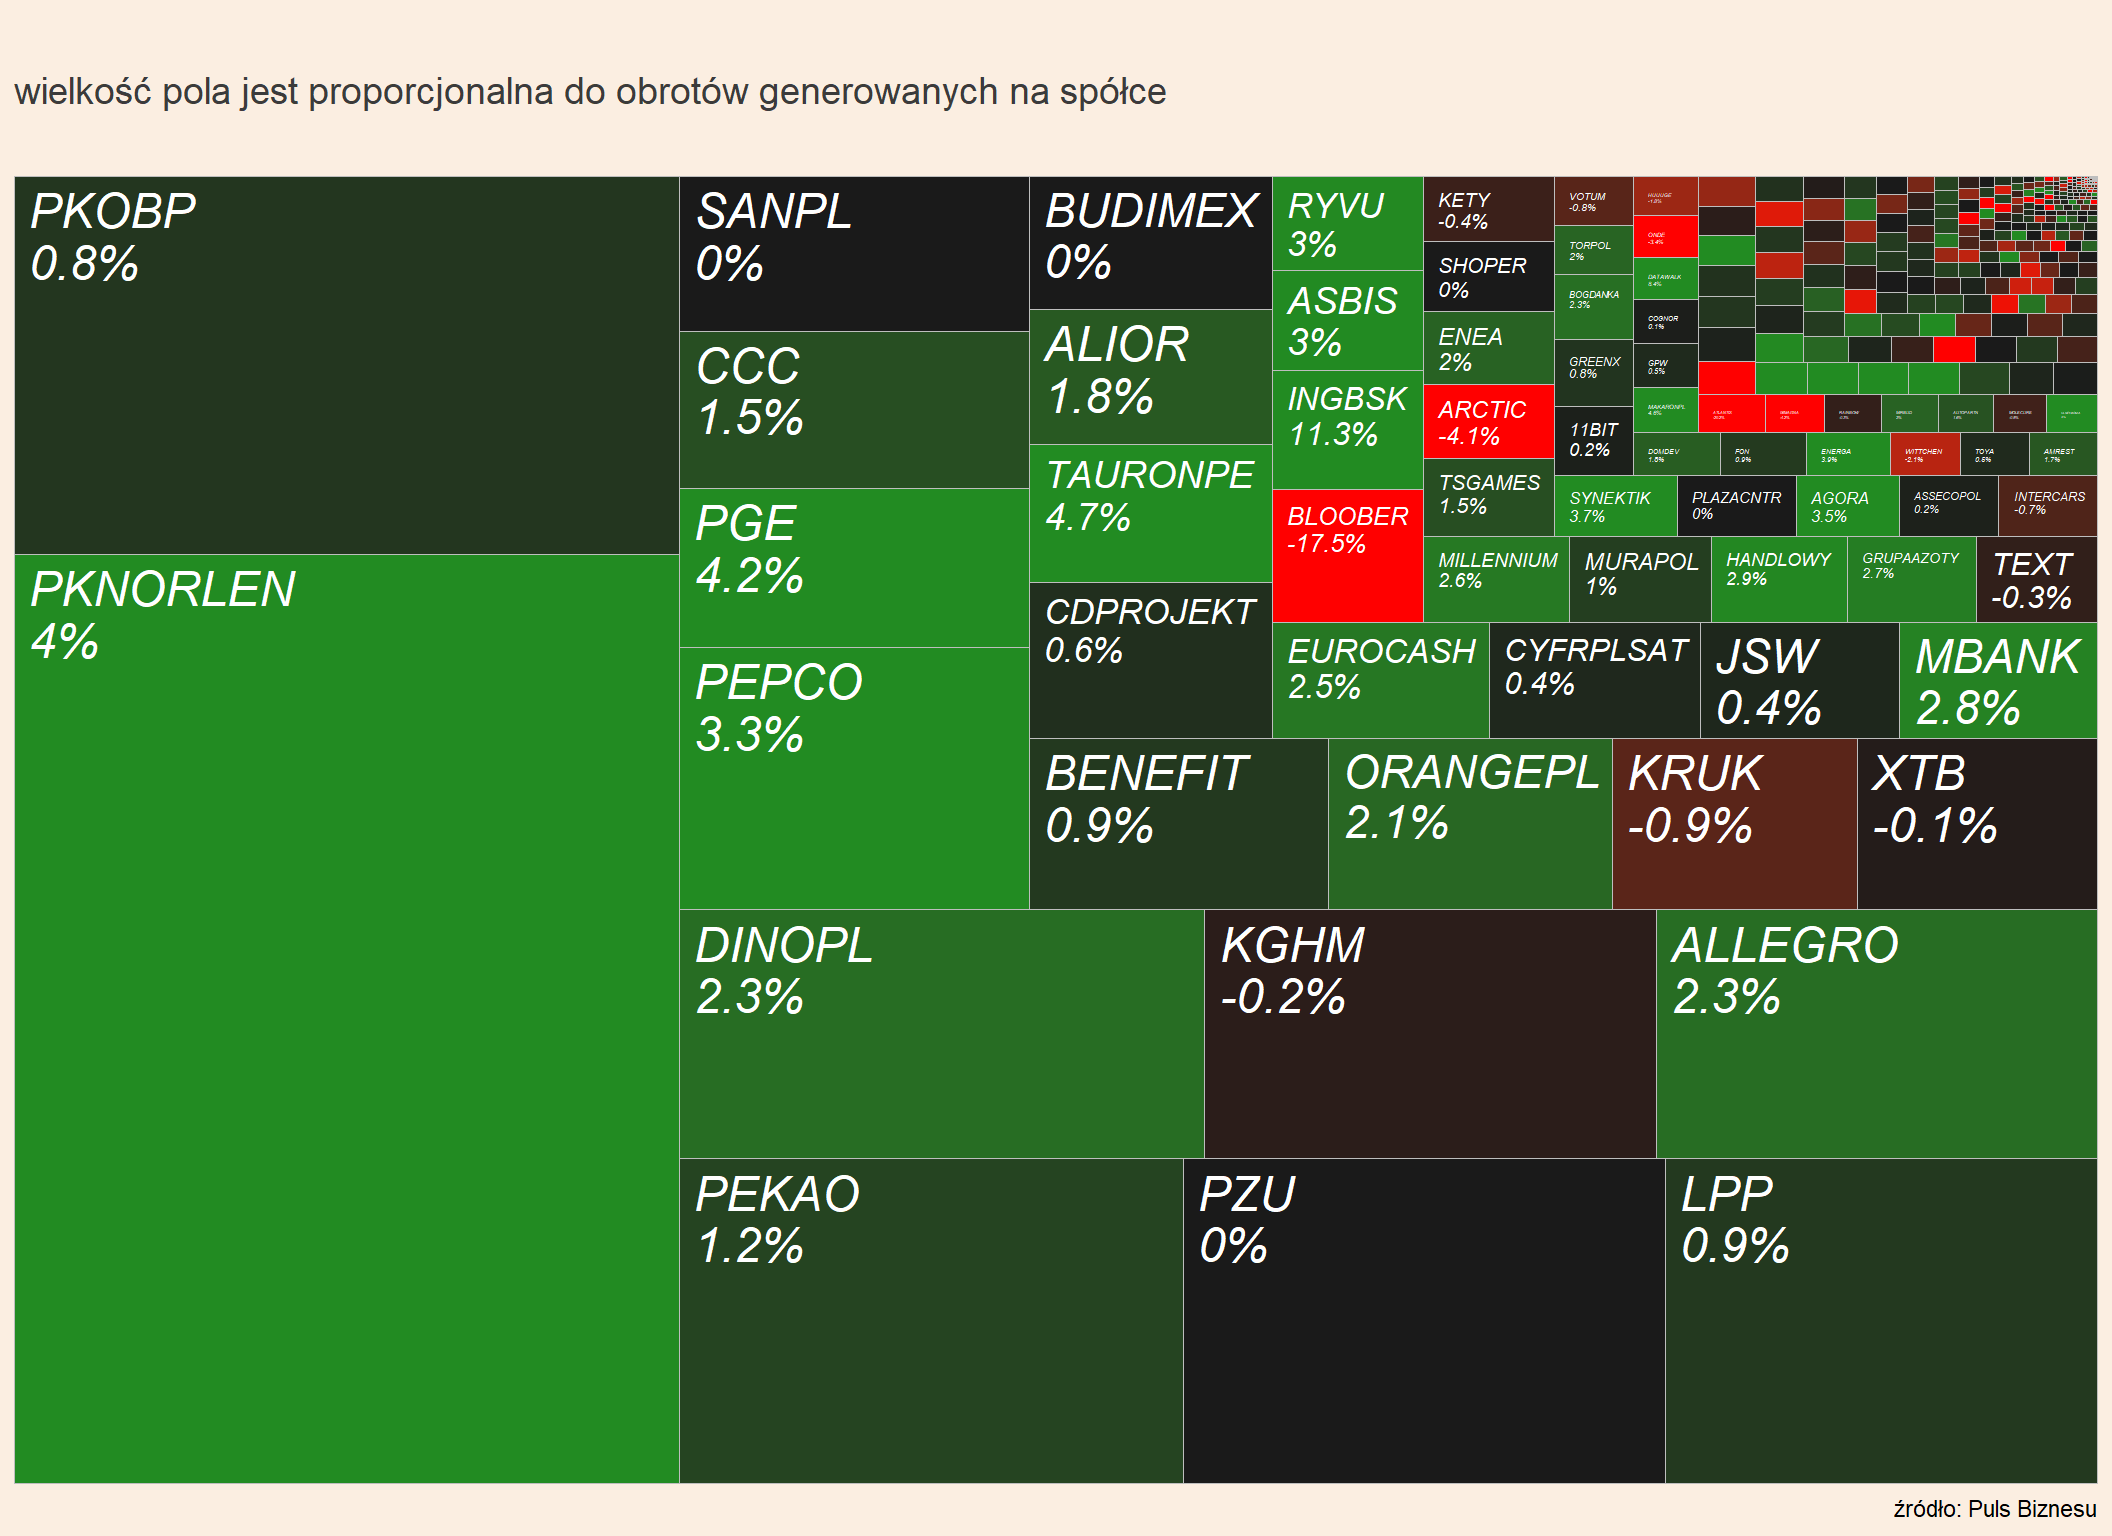 wielkość pola jest proporcjonalna do obrotów generowanych na spółce
PKOBP
0.8%
PKNORLEN
4%
SANPL
0%
CCC
1.5%
PGE
4.2%
PEPCO
3.3%
BUDIMEX
0%
ALIOR
1.8%
TAURONPE
4.7%
CDPROJEKT
0.6%
RYVU
3%
ASBIS
3%
INGBSK
11.3%
BLOOBER
-17.5%
KETY
-0.4%
SHOPER
0%
ENEA
2%
ARCTIC
-4.1%
TSGAMES
1.5%
VOTUM
-0.8%
TORPOL
2%
BOGDANKA
2.3%
GREENX
0.8%
11BIT
0.2%
HUUUGE
ONDE
-3.4%
DATAWALK
COGNOR
0.1%
GPW
0.5%
MAKARONPL
DOMDEV
1.8%
FON
0.9%
ENERGA
3.9%
WITTCHEN
-2.1%
TOYA
AMREST
1.7%
SYNEKTIK
3.7%
PLAZACNTR
0%
AGORA
3.5%
ASSECOPOL
0.2%
INTERCARS
-0.7%
MILLENNIUM
2.6%
MURAPOL
1%
HANDLOWY
2.9%
GRUPAAZOTY
2.7%
TEXT
-0.3%
EUROCASH
2.5%
CYFRPLSAT
0.4%
JSW
0.4%
MBANK
2.8%
BENEFIT
0.9%
ORANGEPL
2.1%
KRUK
-0.9%
XTB
-0.1%
DINOPL
2.3%
KGHM
-0.2%
ALLEGRO
2.3%
PEKAO
1.2%
PZU
0%
LPP
0.9%
źródło: Puls Biznesu